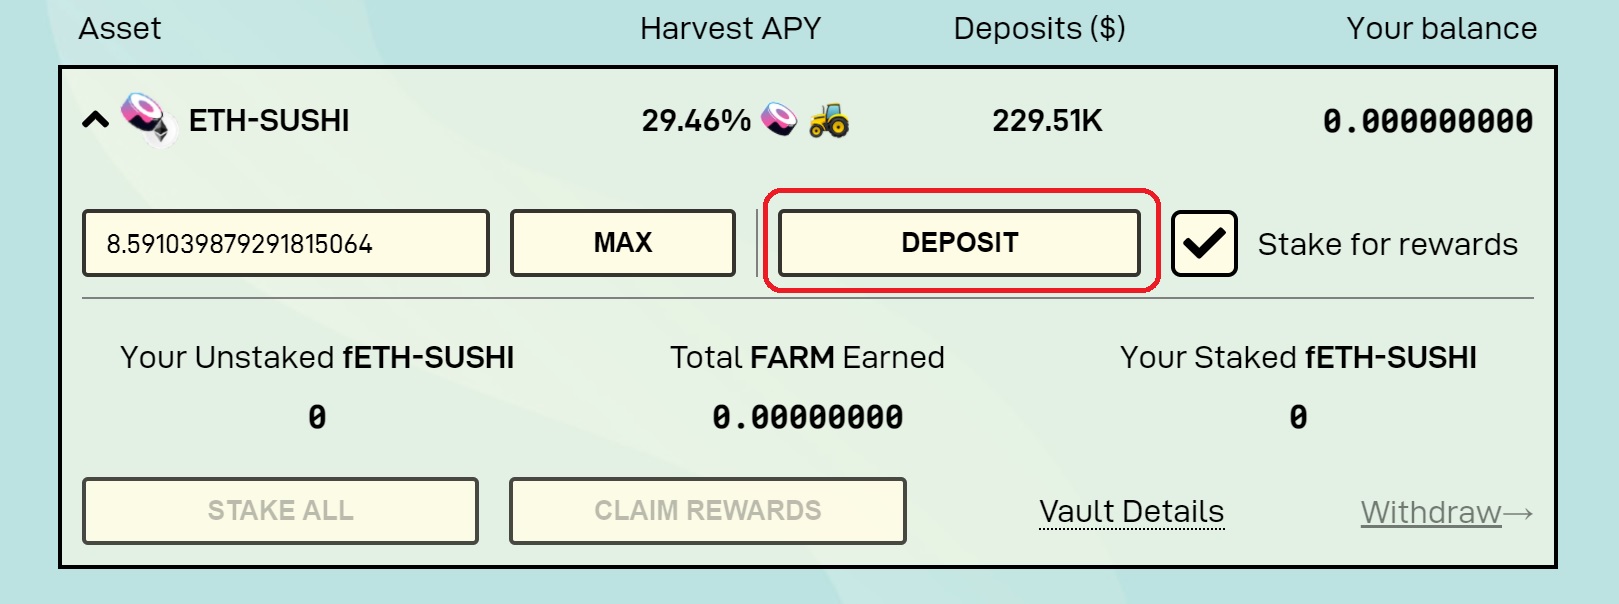 Asset Harvest APY Deposits ($) Your balance
ETH-SUSHI 29.46% 229.51K 0.000000000
8.591039879291815064 MAX DEPOSIT Stake for rewards
Your Unstaked fETH-SUSHI Total FARM Earned Your Staked fETH-SUSHI
0 0.00000000 0
STAKE ALL CLAIM REWARDS Vault Details Withdraw→